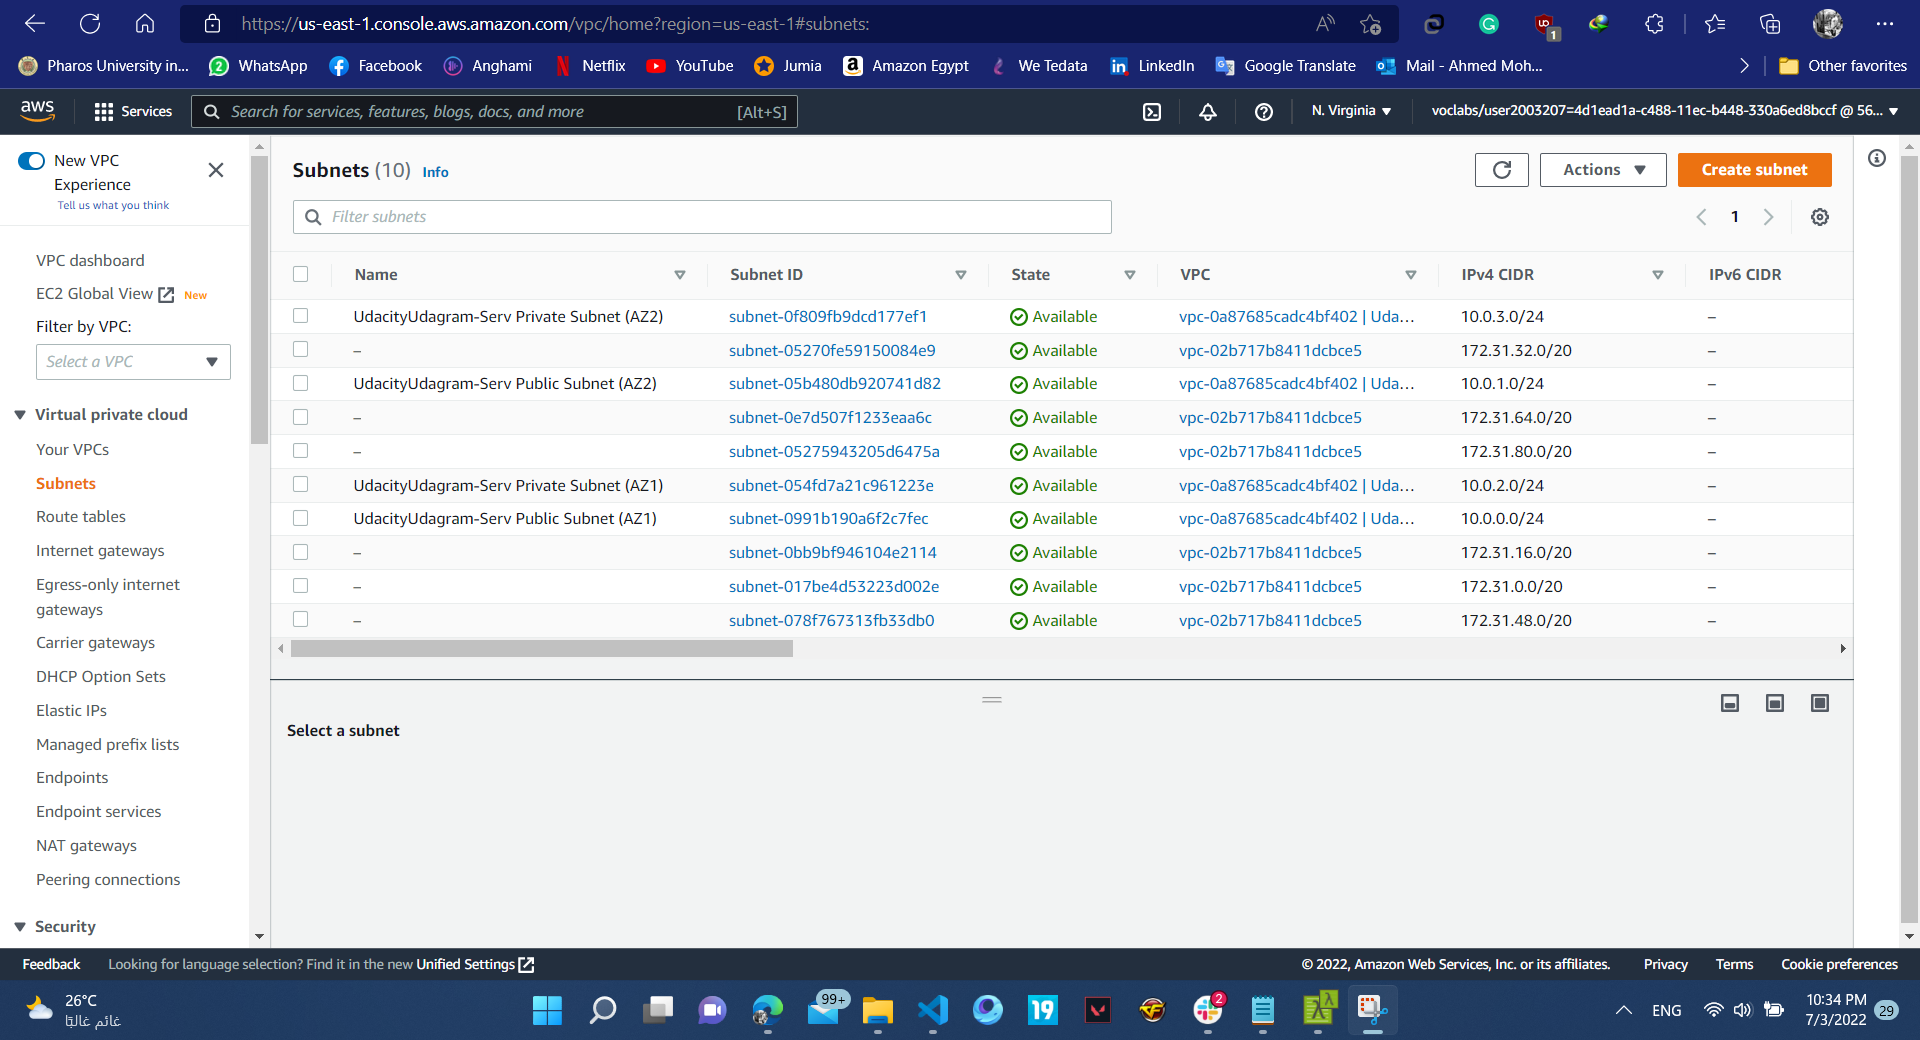 https://us-east-1.console.aws.amazon.com/vpc/home?region=us-east-1#subnets:
1
Pharos University in...
2
WhatsApp
Facebook
Anghami
Netflix
YouTube
Jumia
Amazon Egypt
We Tedata
LinkedIn
Google Translate
Mail - Ahmed Moh...
Other favorites
aws
Services
Search for services, features, blogs, docs, and more
[Alt+S]
N. Virginia
voclabs/user2003207=4d1ead1a-c488-11ec-b448-330a6ed8bccf @ 56...
New VPC
Experience
Tell us what you think
VPC dashboard
EC2 Global View New
Filter by VPC:
Select a VPC
Virtual private cloud
Your VPCs
Subnets
Route tables
Internet gateways
Egress-only internet
gateways
Carrier gateways
DHCP Option Sets
Elastic IPs
Managed prefix lists
Endpoints
Endpoint services
NAT gateways
Peering connections
Security
Subnets (10) Info
Actions
Create subnet
Filter subnets
1
Name Subnet ID State VPC IPv4 CIDR IPv6 CIDR
UdacityUdagram-Serv Private Subnet (AZ2) subnet-0f809fb9dcd177ef1 Available vpc-0a87685cadc4bf402 | Uda... 10.0.3.0/24 –
– subnet-05270fe59150084e9 Available vpc-02b717b8411dcbce5 172.31.32.0/20 –
UdacityUdagram-Serv Public Subnet (AZ2) subnet-05b480db920741d82 Available vpc-0a87685cadc4bf402 | Uda... 10.0.1.0/24 –
– subnet-0e7d507f1233eaa6c Available vpc-02b717b8411dcbce5 172.31.64.0/20 –
– subnet-05275943205d6475a Available vpc-02b717b8411dcbce5 172.31.80.0/20 –
UdacityUdagram-Serv Private Subnet (AZ1) subnet-054fd7a21c961223e Available vpc-0a87685cadc4bf402 | Uda... 10.0.2.0/24 –
UdacityUdagram-Serv Public Subnet (AZ1) subnet-0991b190a6f2c7fec Available vpc-0a87685cadc4bf402 | Uda... 10.0.0.0/24 –
– subnet-0bb9bf946104e2114 Available vpc-02b717b8411dcbce5 172.31.16.0/20 –
– subnet-017be4d53223d002e Available vpc-02b717b8411dcbce5 172.31.0.0/20 –
– subnet-078f767313fb33db0 Available vpc-02b717b8411dcbce5 172.31.48.0/20 –
Select a subnet
Feedback
Looking for language selection? Find it in the new Unified Settings
© 2022, Amazon Web Services, Inc. or its affiliates.
Privacy
Terms
Cookie preferences
26°C
غائم غالبًا
99+
19
2
ENG
10:34 PM
7/3/2022
29